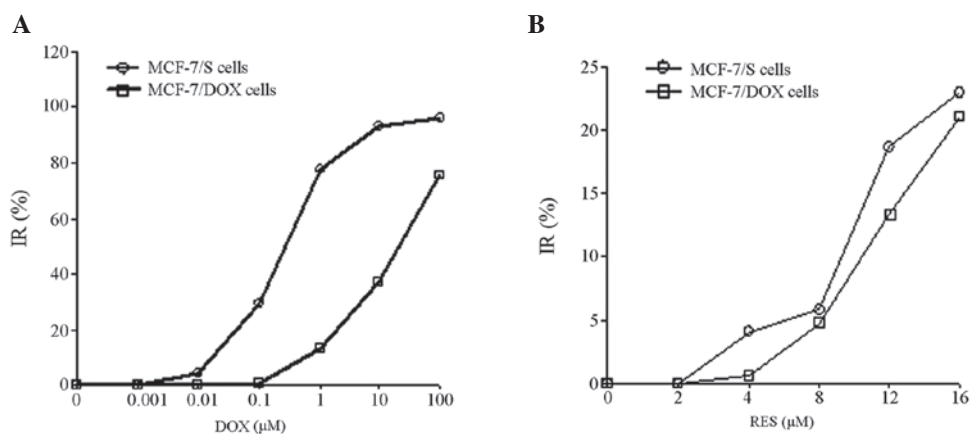 A
120
100
80
60
40
20
0
IR (%)
MCF-7/S cells
MCF-7/DOX cells
0 0.001 0.01 0.1 1 10 100
DOX (μM)
B
25
20
15
10
5
0
IR (%)
MCF-7/S cells
MCF-7/DOX cells
0 2 4 8 12 16
RES (μM)